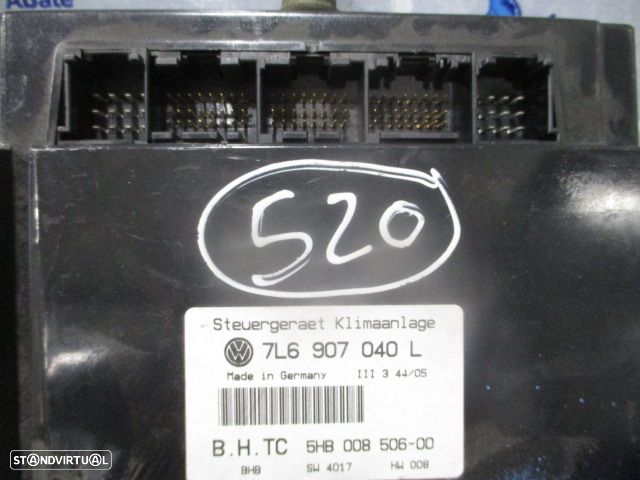 Abate
520
Steuergeraet Klimaanlage
7L6 907 040 L
Made in Germany III 3 44/05
B.H.TC 5HB 008 506-00
BHB SW 4017 HW 008
STANDVIRTUAL